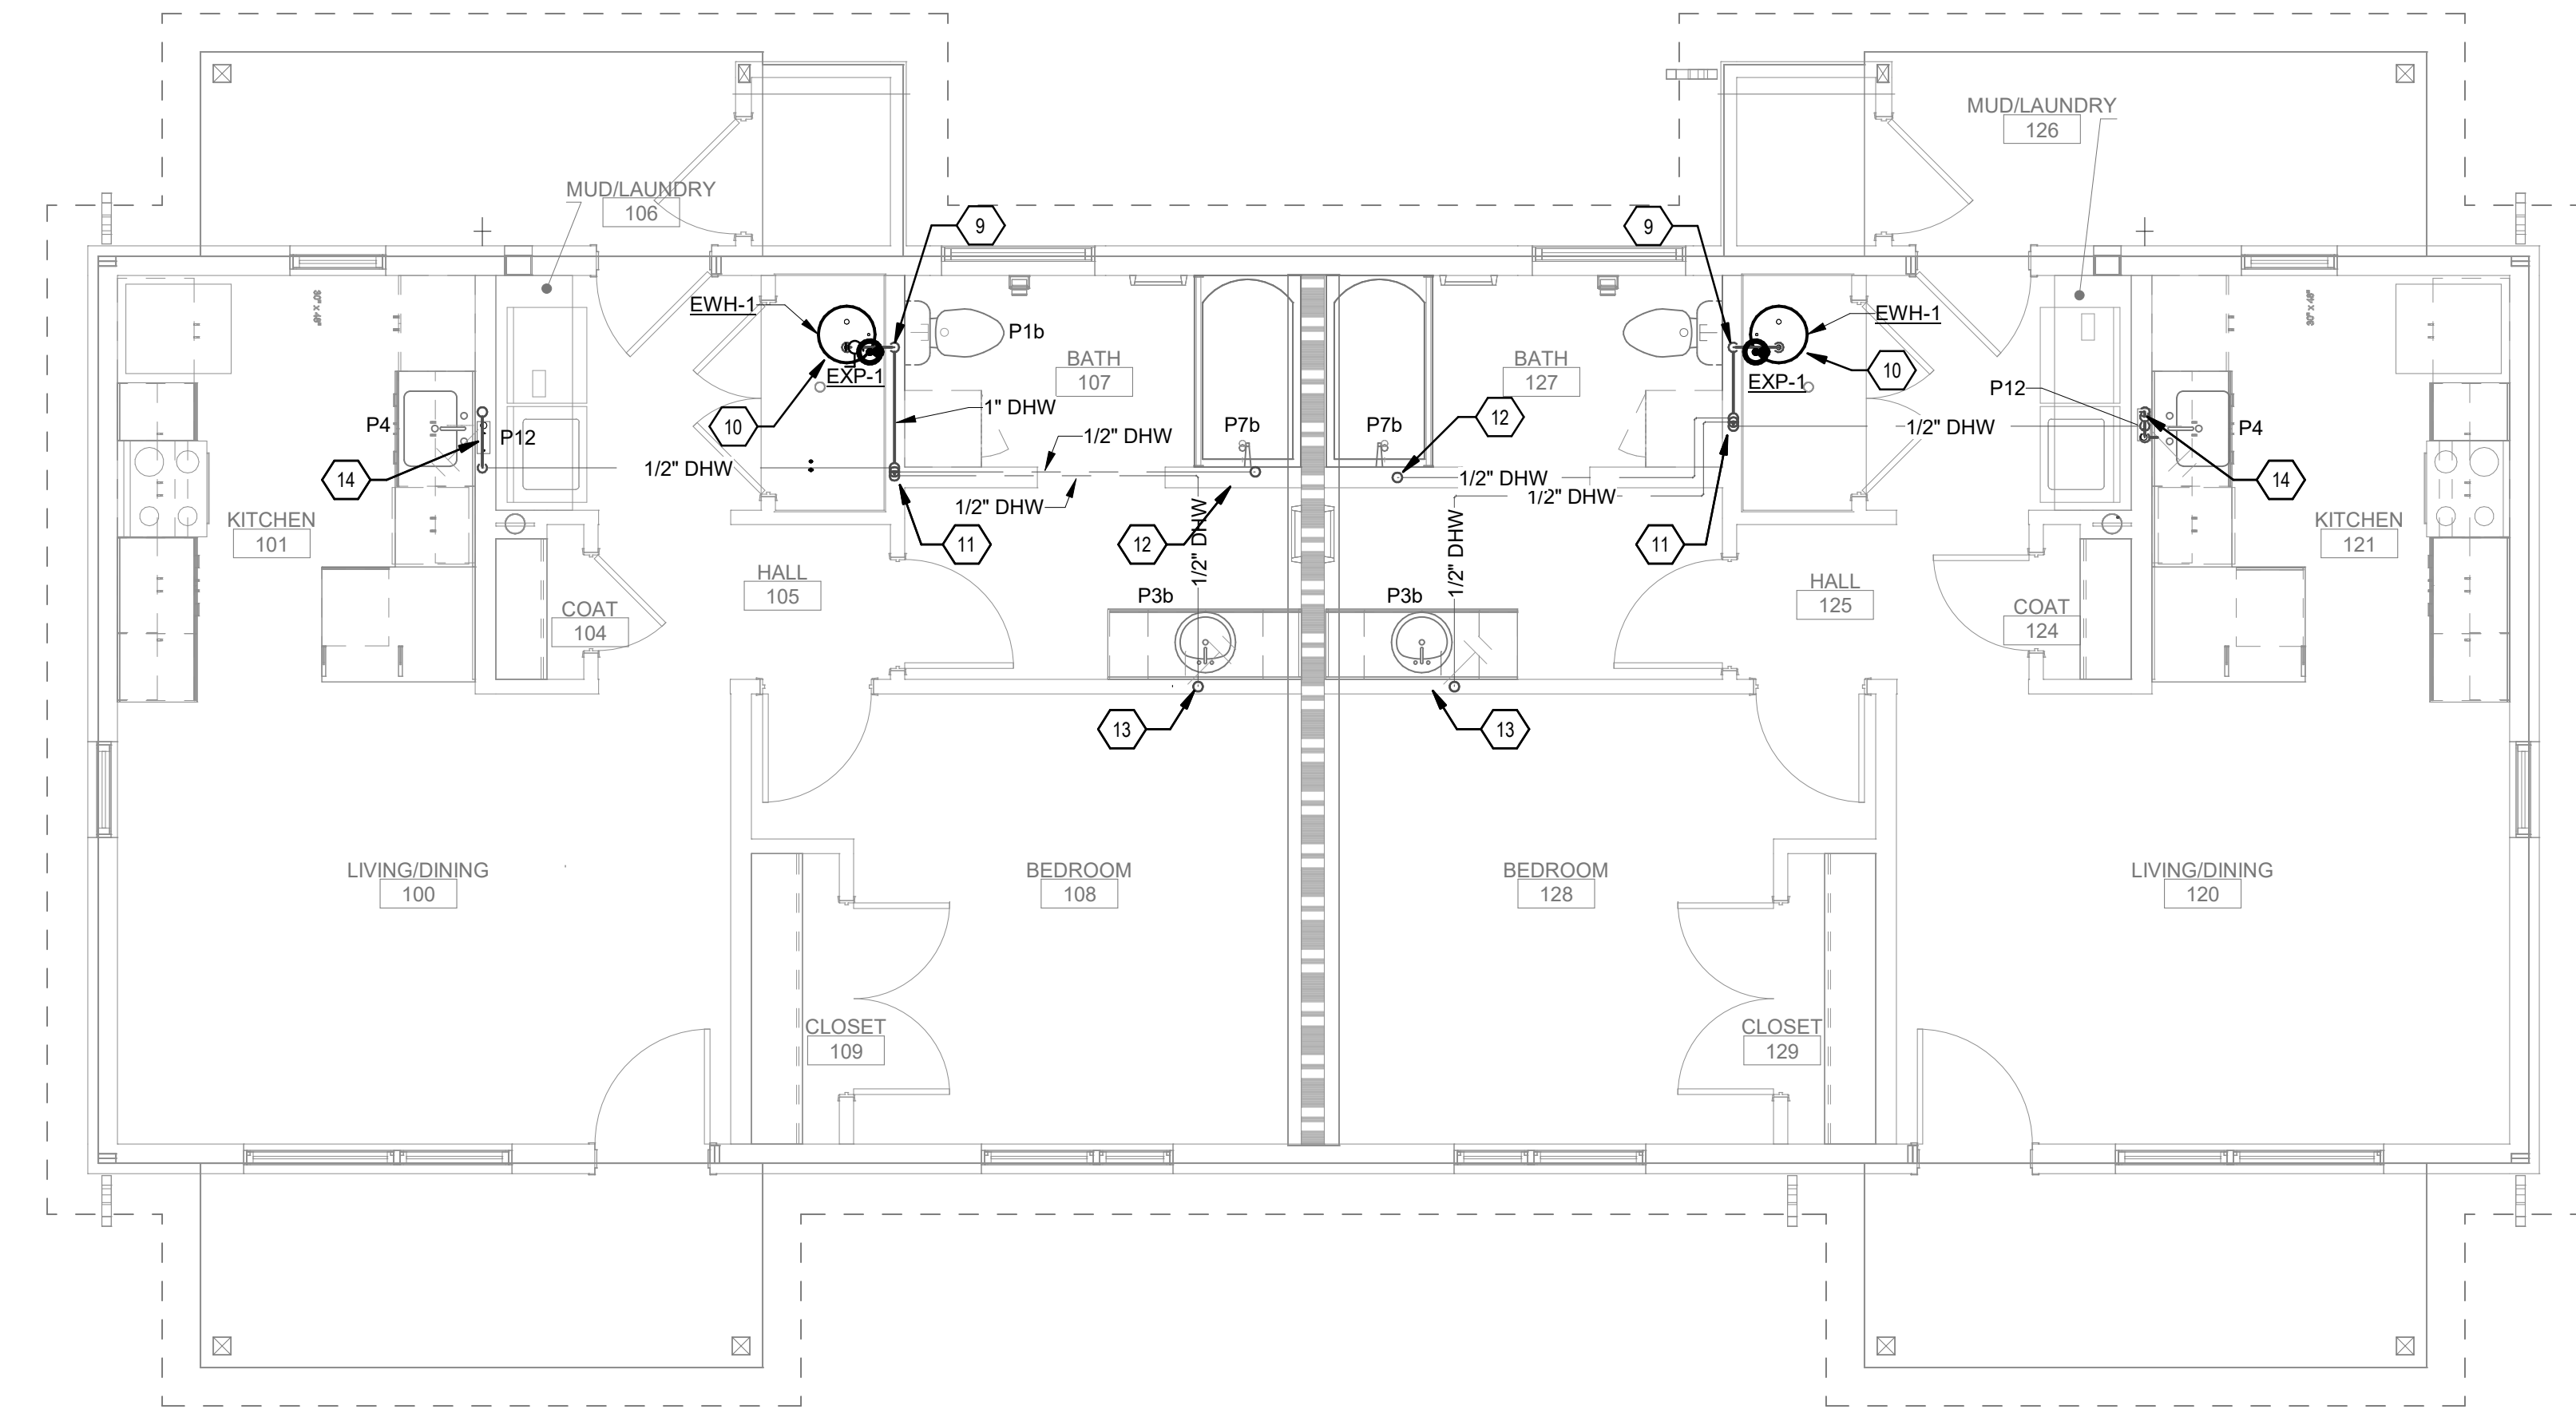 MUD/LAUNDRY
126
MUD/LAUNDRY
106
9
9
30" x 48"
30" x 48"
EWH-1
EWH-1
P1b
BATH
107
BATH
127
10
EXP-1
EXP-1
P12
1" DHW
12
10
P4
P12
1/2" DHW
P7b
P7b
1/2" DHW
P4
14
1/2" DHW
1/2" DHW
1/2" DHW
14
1/2" DHW
KITCHEN
101
11
12
1/2" DHW
1/2" DHW
11
KITCHEN
121
HALL
105
HALL
125
P3b
P3b
COAT
104
COAT
124
13
13
LIVING/DINING
100
BEDROOM
108
BEDROOM
128
LIVING/DINING
120
CLOSET
109
CLOSET
129